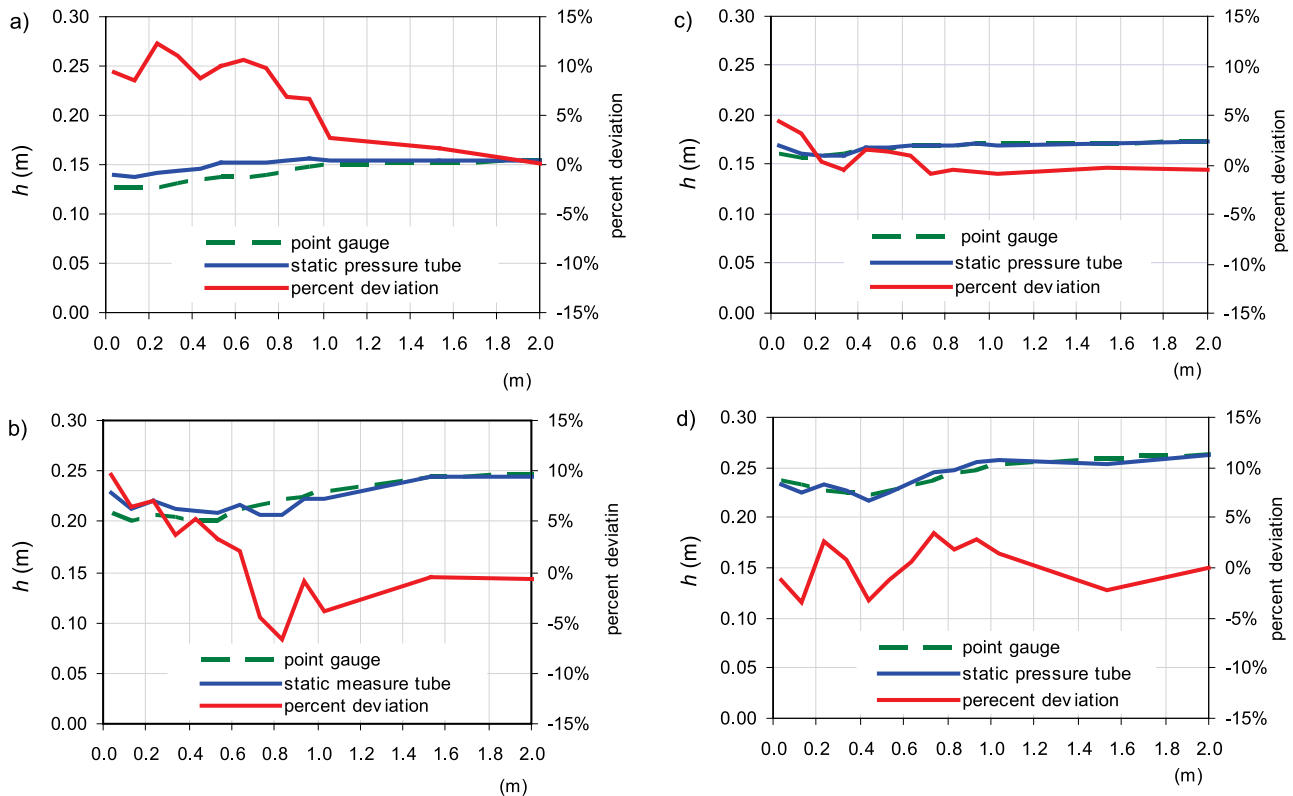 a)
0.30
0.25
0.20
0.15
0.10
0.05
0.00
h (m)
15%
10%
5%
0%
-5%
-10%
-15%
percent deviation
point gauge
static pressure tube
percent deviation
0.0 0.2 0.4 0.6 0.8 1.0 1.2 1.4 1.6 1.8 2.0
(m)
c)
0.30
0.25
0.20
0.15
0.10
0.05
0.00
h (m)
15%
10%
5%
0%
-5%
-10%
-15%
percent deviation
point gauge
static pressure tube
percent deviation
0.0 0.2 0.4 0.6 0.8 1.0 1.2 1.4 1.6 1.8 2.0
(m)
b)
0.30
0.25
0.20
0.15
0.10
0.05
0.00
h (m)
15%
10%
5%
0%
-5%
-10%
-15%
percent deviatin
point gauge
static measure tube
percent deviation
0.0 0.2 0.4 0.6 0.8 1.0 1.2 1.4 1.6 1.8 2.0
(m)
d)
0.30
0.25
0.20
0.15
0.10
0.05
0.00
h (m)
15%
10%
5%
0%
-5%
-10%
-15%
percent deviation
point gauge
static pressure tube
perecent deviation
0.0 0.2 0.4 0.6 0.8 1.0 1.2 1.4 1.6 1.8 2.0
(m)